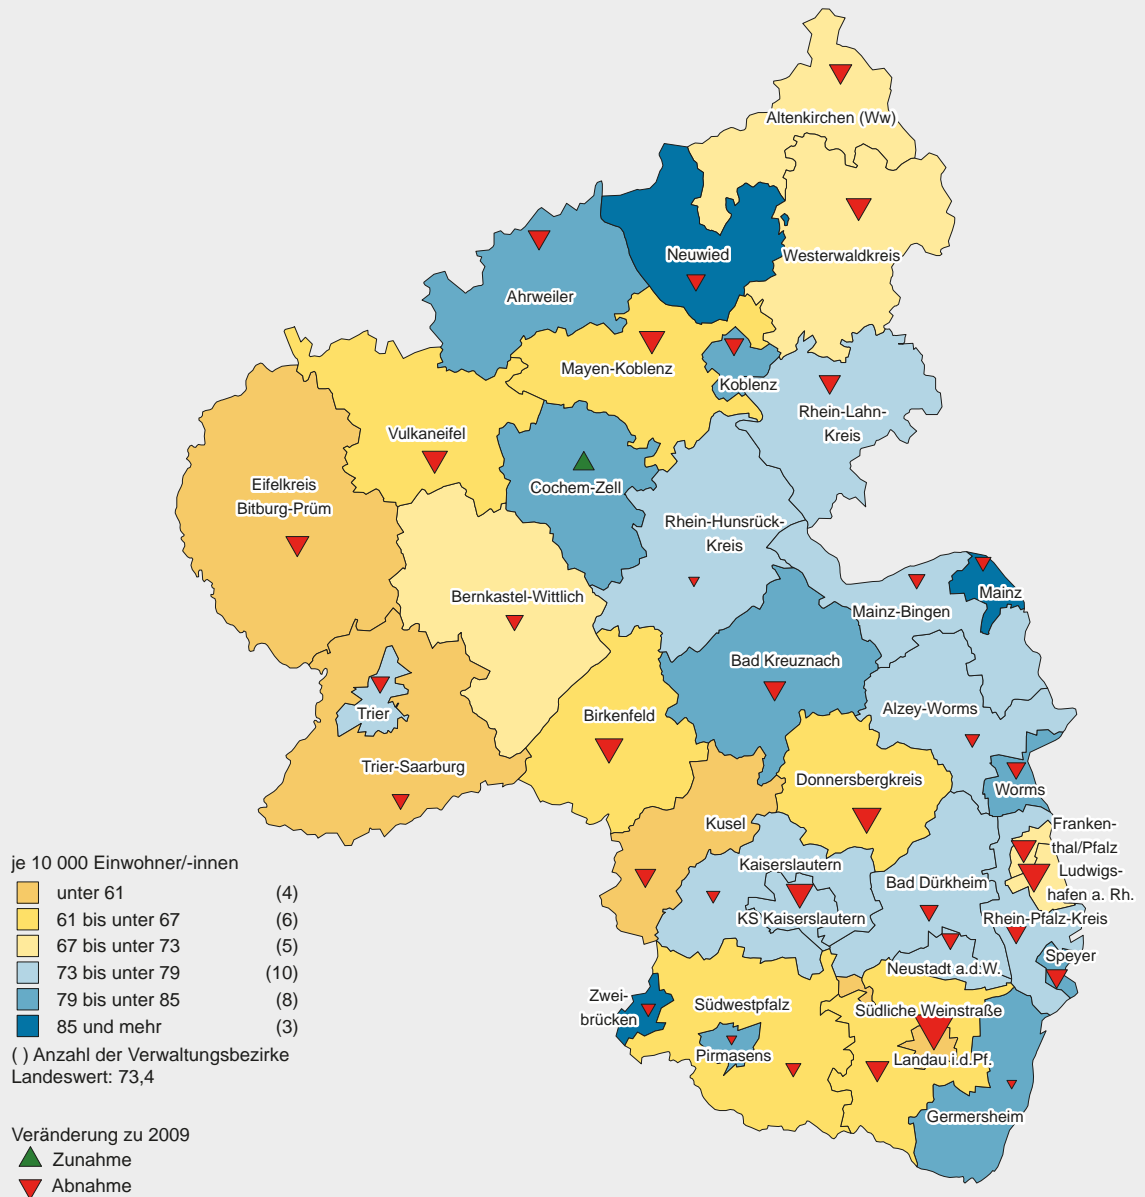 Altenkirchen (Ww)
Neuwied
Westerwaldkreis
Ahrweiler
Mayen-Koblenz
Koblenz
Rhein-Lahn-
Kreis
Vulkaneifel
Cochem-Zell
Eifelkreis
Bitburg-Prüm
Rhein-Hunsrück-
Kreis
Bernkastel-Wittlich
Mainz-Bingen
Mainz
Bad Kreuznach
Trier
Birkenfeld
Alzey-Worms
Trier-Saarburg
Donnersbergkreis
Worms
Kusel
Franken-
thal/Pfalz
Ludwigs-
hafen a. Rh.
Kaiserslautern
Bad Dürkheim
KS Kaiserslautern
Rhein-Pfalz-Kreis
Speyer
Neustadt a.d.W.
Zwei-
brücken
Südwestpfalz
Südliche Weinstraße
Pirmasens
Landau i.d.Pf.
Germersheim
je 10 000 Einwohner/-innen
unter 61 (4)
61 bis unter 67 (6)
67 bis unter 73 (5)
73 bis unter 79 (10)
79 bis unter 85 (8)
85 und mehr (3)
( ) Anzahl der Verwaltungsbezirke
Landeswert: 73,4
Veränderung zu 2009
Zunahme
Abnahme